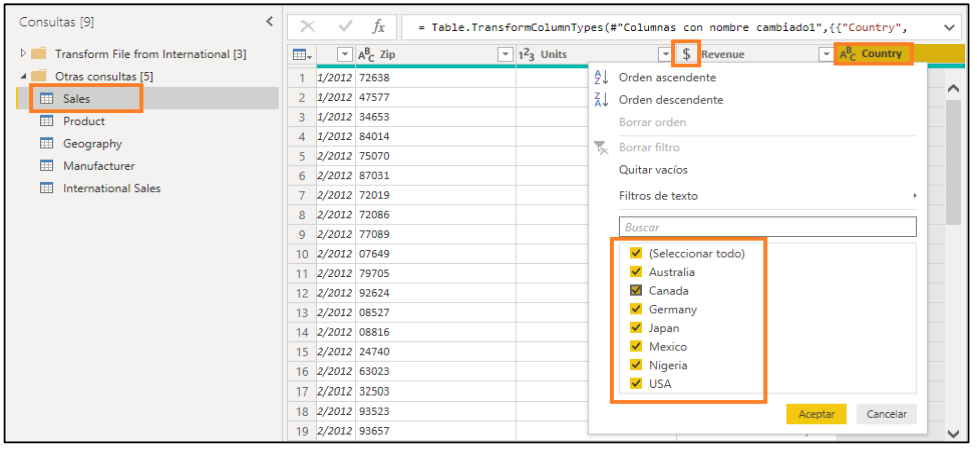 Consultas [9]
Transform File from International [3]
Otras consultas [5]
Sales
Product
Geography
Manufacturer
International Sales
fx = Table.TransformColumnTypes(#"Columnas con nombre cambiado1",{{"Country",
ABC Zip 123 Units $ Revenue ABC Country
1 1/2012 72638
2 1/2012 47577
3 1/2012 34653
4 1/2012 84014
5 2/2012 75070
6 2/2012 87031
7 2/2012 72019
8 2/2012 72086
9 2/2012 77089
10 2/2012 07649
11 2/2012 79705
12 2/2012 92624
13 2/2012 08527
14 2/2012 08816
15 2/2012 24740
16 2/2012 63023
17 2/2012 32503
18 2/2012 93523
19 2/2012 93657
Orden ascendente
Orden descendente
Borrar orden
Borrar filtro
Quitar vacíos
Filtros de texto
Buscar
(Seleccionar todo)
Australia
Canada
Germany
Japan
Mexico
Nigeria
USA
Aceptar Cancelar